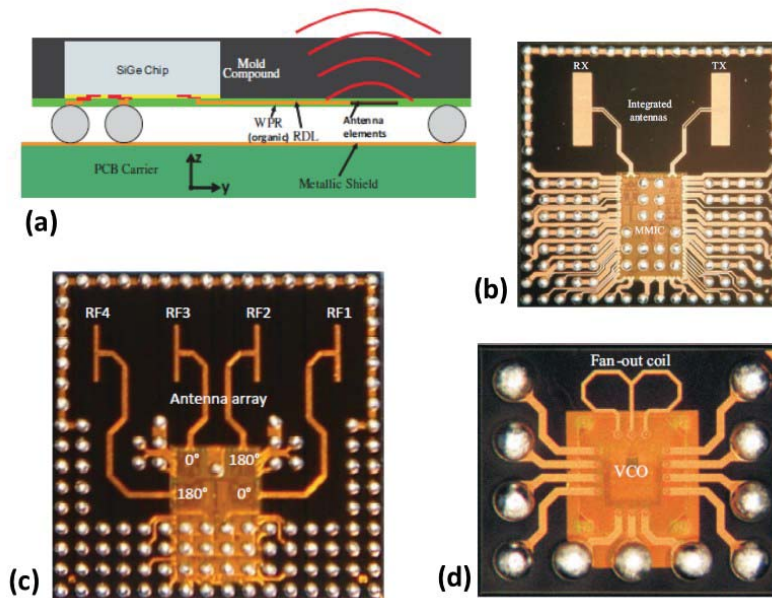 SiGe Chip
Mold
Compound
WPR
(organic)
RDL
Antenna
elements
PCB Carrier
z
y
Metallic Shield
(a)
RX
TX
Integrated
antennas
MMIC
(b)
RF4
RF3
RF2
RF1
Antenna array
0°
180°
180°
0°
(c)
Fan-out coil
VCO
(d)